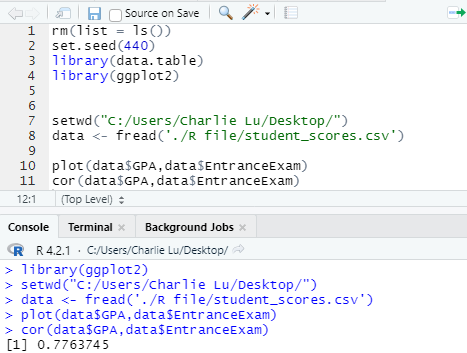 Source on Save
1 rm(list = ls())
2 set.seed(440)
3 library(data.table)
4 library(ggplot2)
5
6
7 setwd("C:/Users/Charlie Lu/Desktop/")
8 data <- fread('./R file/student_scores.csv')
9
10 plot(data$GPA,data$EntranceExam)
11 cor(data$GPA,data$EntranceExam)
12:1 (Top Level)
Console Terminal Background Jobs
R R 4.2.1 · C:/Users/Charlie Lu/Desktop/
> library(ggplot2)
> setwd("C:/Users/Charlie Lu/Desktop/")
> data <- fread('./R file/student_scores.csv')
> plot(data$GPA,data$EntranceExam)
> cor(data$GPA,data$EntranceExam)
[1] 0.7763745